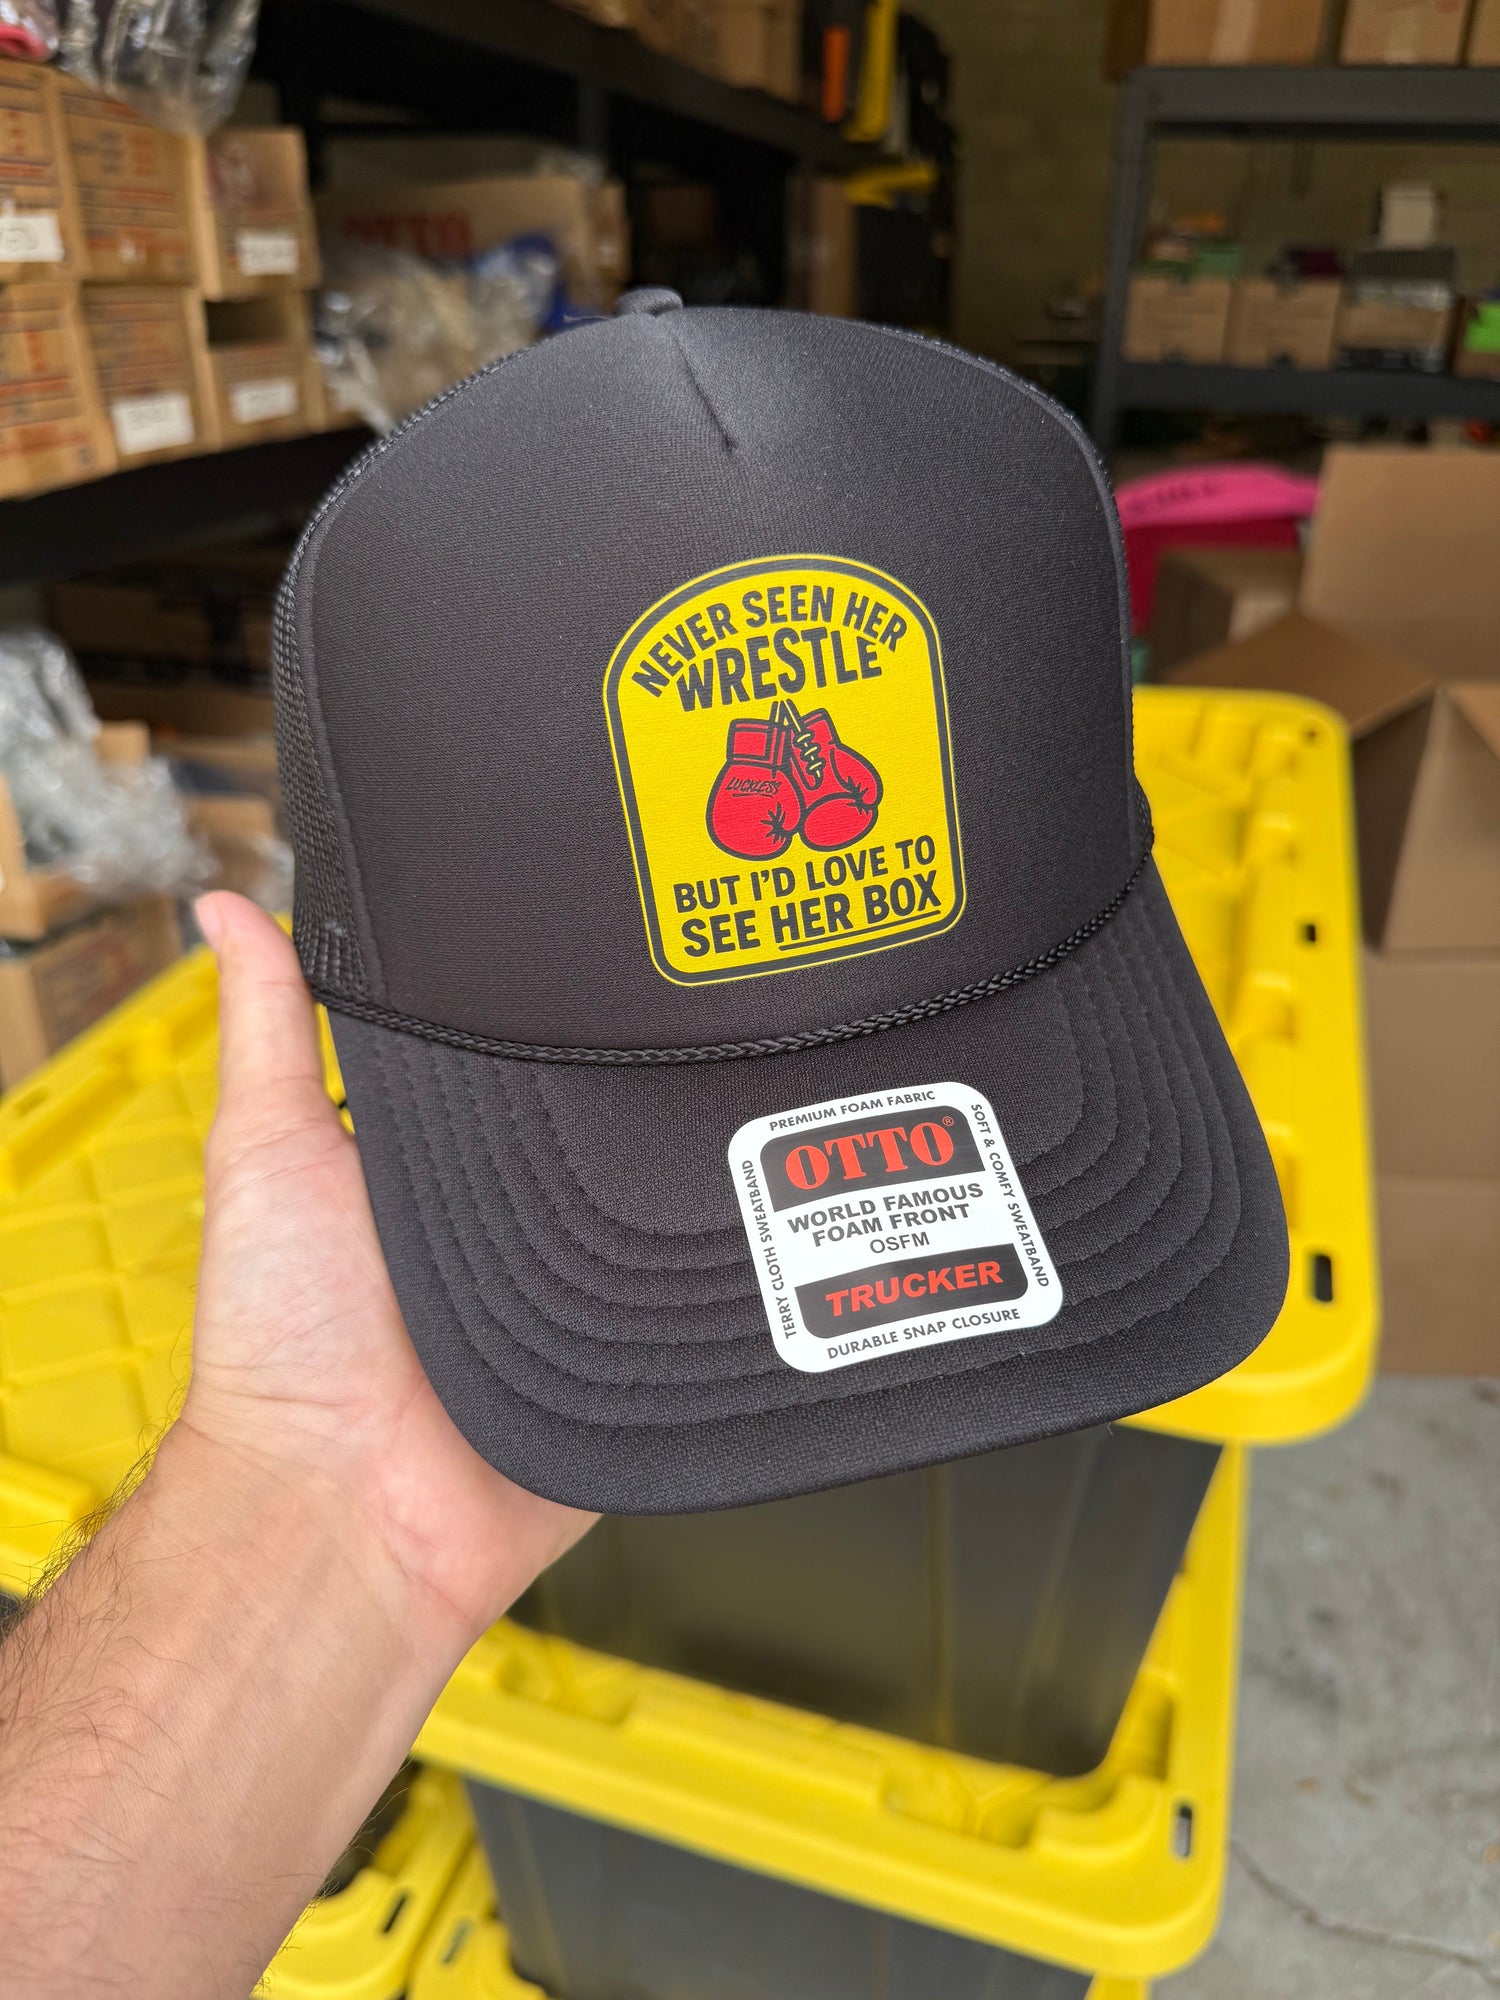 NEVER SEEN HER
WRESTLE
LUCKLESS
BUT I'D LOVE TO
SEE HER BOX
PREMIUM FOAM FABRIC
SOFT & COMFY SWEATBAND
TERRY CLOTH SWEATBAND
OTTO®
WORLD FAMOUS
FOAM FRONT
OSFM
TRUCKER
DURABLE SNAP CLOSURE
OTTO